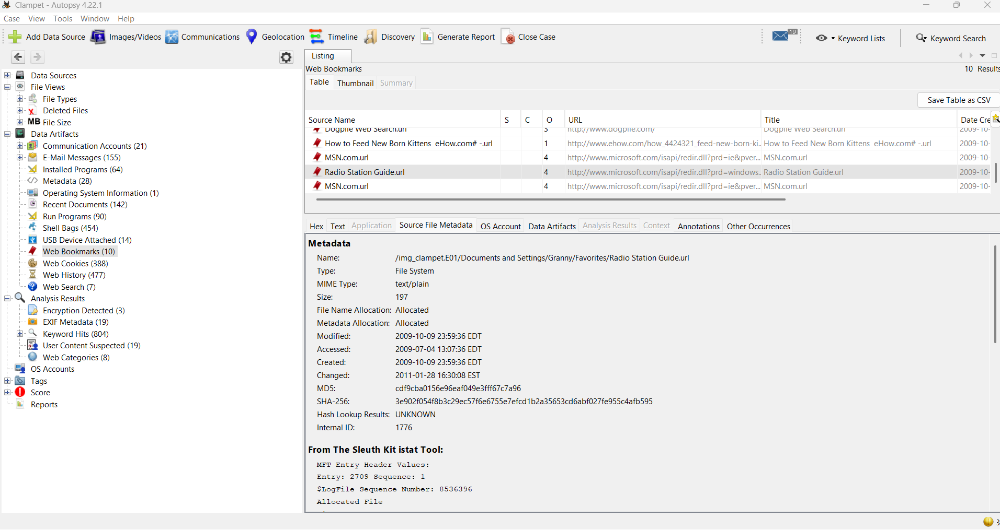 Clampet - Autopsy 4.22.1
Case View Tools Window Help
Add Data Source Images/Videos Communications Geolocation Timeline Discovery Generate Report Close Case 19 Keyword Lists Keyword Search
Listing
Web Bookmarks 10 Results
Table Thumbnail Summary
Save Table as CSV
Source Name S C O URL Title Date Cre
Dogpile Web Search.url 3 http://www.dogpile.com/ Dogpile Web Search.url 2009-10-
How to Feed New Born Kittens eHow.com# -.url 1 http://www.ehow.com/how_4424321_feed-new-born-ki... How to Feed New Born Kittens eHow.com# -.url 2009-10-
MSN.com.url 4 http://www.microsoft.com/isapi/redir.dll?prd=ie&pver... MSN.com.url 2009-10-
Radio Station Guide.url 4 http://www.microsoft.com/isapi/redir.dll?prd=windows... Radio Station Guide.url 2009-10-
MSN.com.url 4 http://www.microsoft.com/isapi/redir.dll?prd=ie&pver... MSN.com.url 2009-10-
Data Sources
File Views
File Types
Deleted Files
MB File Size
Data Artifacts
Communication Accounts (21)
E-Mail Messages (155)
Installed Programs (64)
Metadata (28)
Operating System Information (1)
Recent Documents (142)
Run Programs (90)
Shell Bags (454)
USB Device Attached (14)
Web Bookmarks (10)
Web Cookies (388)
Web History (477)
Web Search (7)
Analysis Results
Encryption Detected (3)
EXIF Metadata (19)
Keyword Hits (804)
User Content Suspected (19)
Web Categories (8)
OS Accounts
Tags
Score
Reports
Hex Text Application Source File Metadata OS Account Data Artifacts Analysis Results Context Annotations Other Occurrences
Metadata
Name: /img_clampet.E01/Documents and Settings/Granny/Favorites/Radio Station Guide.url
Type: File System
MIME Type: text/plain
Size: 197
File Name Allocation: Allocated
Metadata Allocation: Allocated
Modified: 2009-10-09 23:59:36 EDT
Accessed: 2009-07-04 13:07:36 EDT
Created: 2009-10-09 23:59:36 EDT
Changed: 2011-01-28 16:30:08 EST
MD5: cdf9cba0156e96eaf049e3fff67c7a96
SHA-256: 3e902f054f8b3c29ec57f6e6755e7efcd1b2a35653cd6abf027fe955c4afb595
Hash Lookup Results: UNKNOWN
Internal ID: 1776
From The Sleuth Kit istat Tool:
MFT Entry Header Values:
Entry: 2709 Sequence: 1
$LogFile Sequence Number: 8536396
Allocated File
3